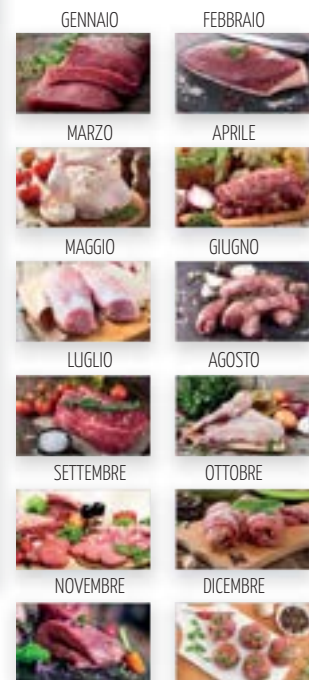 GENNAIO FEBBRAIO
MARZO APRILE
MAGGIO GIUGNO
LUGLIO AGOSTO
SETTEMBRE OTTOBRE
NOVEMBRE DICEMBRE